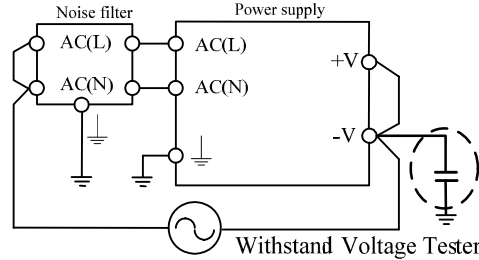 Noise filter
Power supply
AC(L)
AC(L)
+V
AC(N)
AC(N)
-V
Withstand Voltage Tester